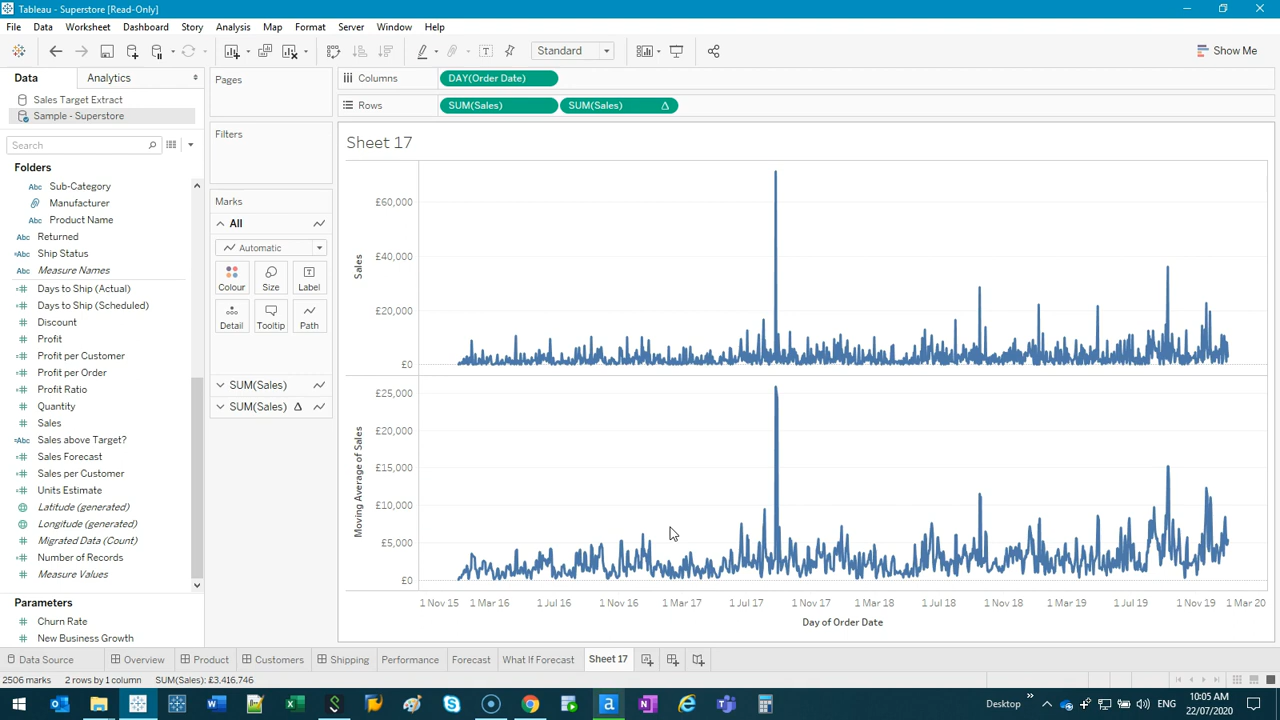 Tableau - Superstore [Read-Only]
File Data Worksheet Dashboard Story Analysis Map Format Server Window Help
Standard
Show Me
Data Analytics
Sales Target Extract
Sample - Superstore
Search
Folders
Abc Sub-Category
Manufacturer
Abc Product Name
Abc Returned
=Abc Ship Status
Abc Measure Names
Days to Ship (Actual)
Days to Ship (Scheduled)
Discount
Profit
Profit per Customer
Profit per Order
Profit Ratio
Quantity
Sales
=Abc Sales above Target?
Sales Forecast
Sales per Customer
Units Estimate
Latitude (generated)
Longitude (generated)
Migrated Data (Count)
Number of Records
Measure Values
Parameters
Churn Rate
New Business Growth
Pages
Filters
Marks
All
Automatic
Colour Size Label
Detail Tooltip Path
SUM(Sales)
SUM(Sales) Δ
Columns DAY(Order Date)
Rows SUM(Sales) SUM(Sales) Δ
Sheet 17
Sales
£60,000
£40,000
£20,000
£0
Moving Average of Sales
£25,000
£20,000
£15,000
£10,000
£5,000
£0
1 Nov 15 1 Mar 16 1 Jul 16 1 Nov 16 1 Mar 17 1 Jul 17 1 Nov 17 1 Mar 18 1 Jul 18 1 Nov 18 1 Mar 19 1 Jul 19 1 Nov 19 1 Mar 20
Day of Order Date
Data Source Overview Product Customers Shipping Performance Forecast What If Forecast Sheet 17
2506 marks 2 rows by 1 column SUM(Sales): £3,416,746
Desktop » ENG
10:05 AM
22/07/2020